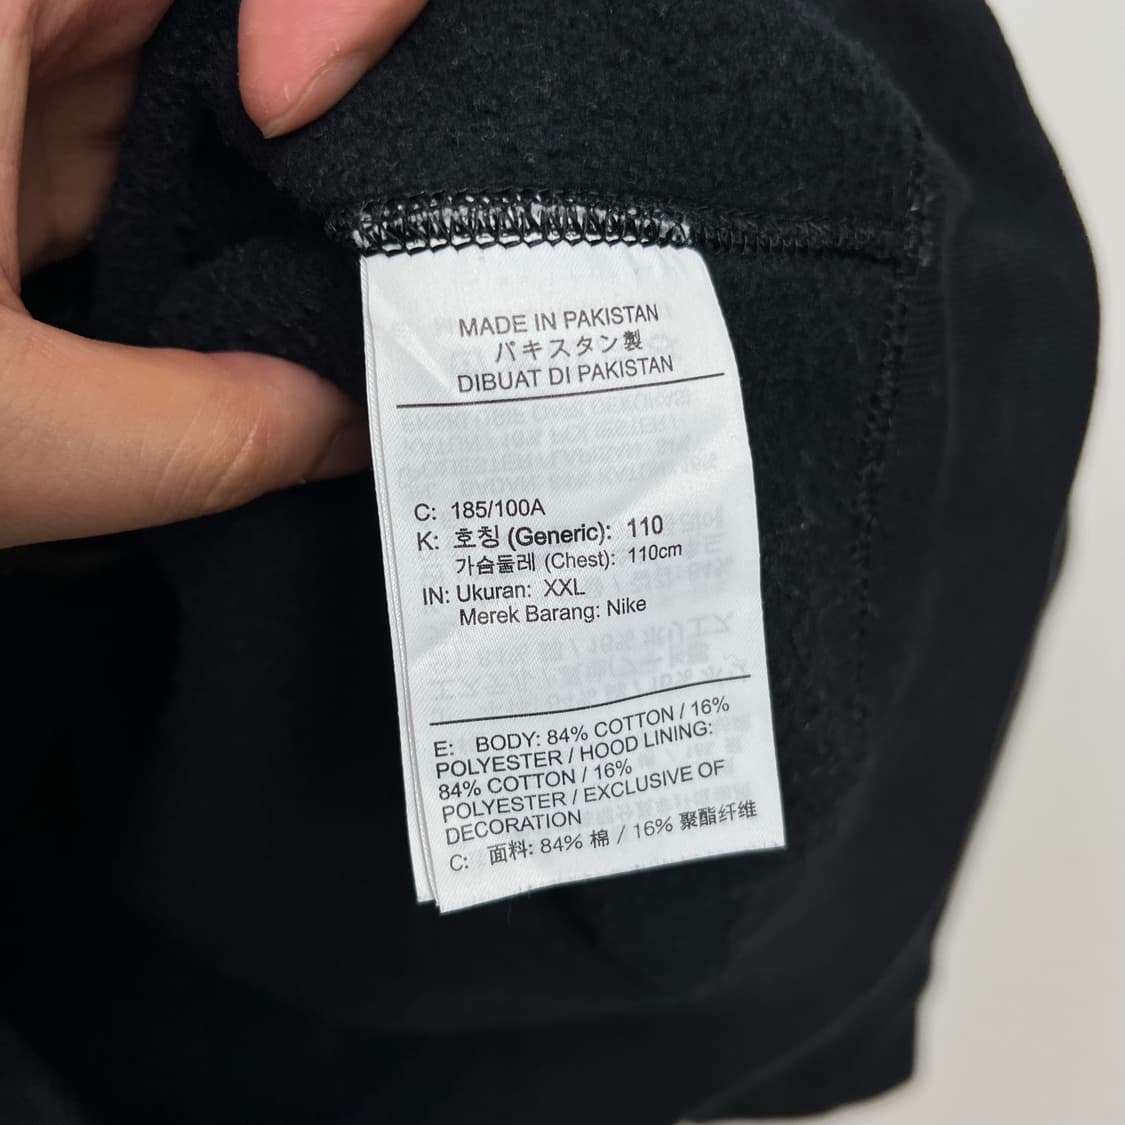 MADE IN PAKISTAN
パキスタン製
DIBUAT DI PAKISTAN
C: 185/100A
K: 호칭 (Generic): 110
가슴둘레 (Chest): 110cm
IN: Ukuran: XXL
Merek Barang: Nike
E: BODY: 84% COTTON / 16%
POLYESTER / HOOD LINING:
84% COTTON / 16%
POLYESTER / EXCLUSIVE OF
DECORATION
C: 面料: 84% 棉 / 16% 聚酯纤维